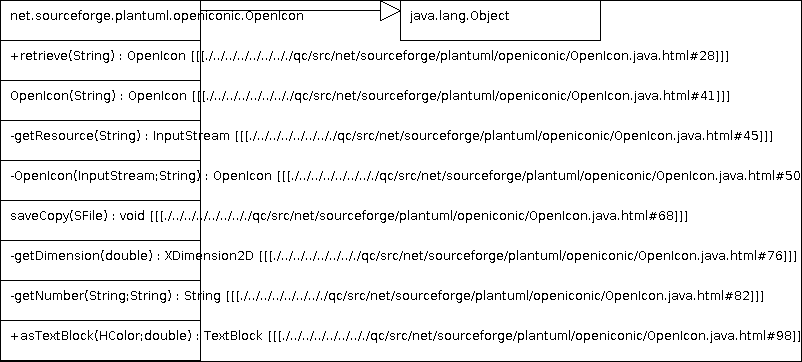 net.sourceforge.plantuml.openiconic.OpenIcon
java.lang.Object
+retrieve(String) : OpenIcon [[[./../../../../../../../qc/src/net/sourceforge/plantuml/openiconic/OpenIcon.java.html#28]]]
OpenIcon(String) : OpenIcon [[[./../../../../../../../qc/src/net/sourceforge/plantuml/openiconic/OpenIcon.java.html#41]]]
-getResource(String) : InputStream [[[./../../../../../../../qc/src/net/sourceforge/plantuml/openiconic/OpenIcon.java.html#45]]]
-OpenIcon(InputStream;String) : OpenIcon [[[./../../../../../../../qc/src/net/sourceforge/plantuml/openiconic/OpenIcon.java.html#50
saveCopy(SFile) : void [[[./../../../../../../../qc/src/net/sourceforge/plantuml/openiconic/OpenIcon.java.html#68]]]
-getDimension(double) : XDimension2D [[[./../../../../../../../qc/src/net/sourceforge/plantuml/openiconic/OpenIcon.java.html#76]]]
-getNumber(String;String) : String [[[./../../../../../../../qc/src/net/sourceforge/plantuml/openiconic/OpenIcon.java.html#82]]]
+asTextBlock(HColor;double) : TextBlock [[[./../../../../../../../qc/src/net/sourceforge/plantuml/openiconic/OpenIcon.java.html#98]]